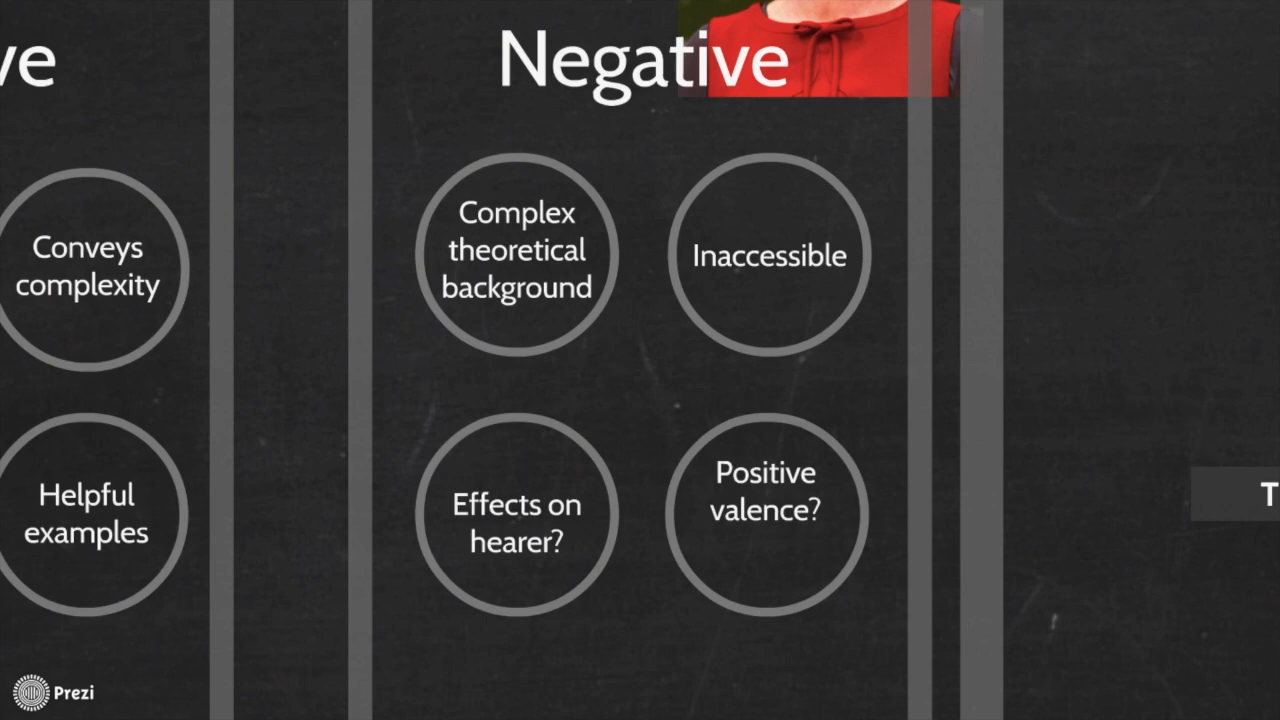 ve
Negative
Conveys
complexity
Complex
theoretical
background
Inaccessible
Helpful
examples
Effects on
hearer?
Positive
valence?
T
Prezi